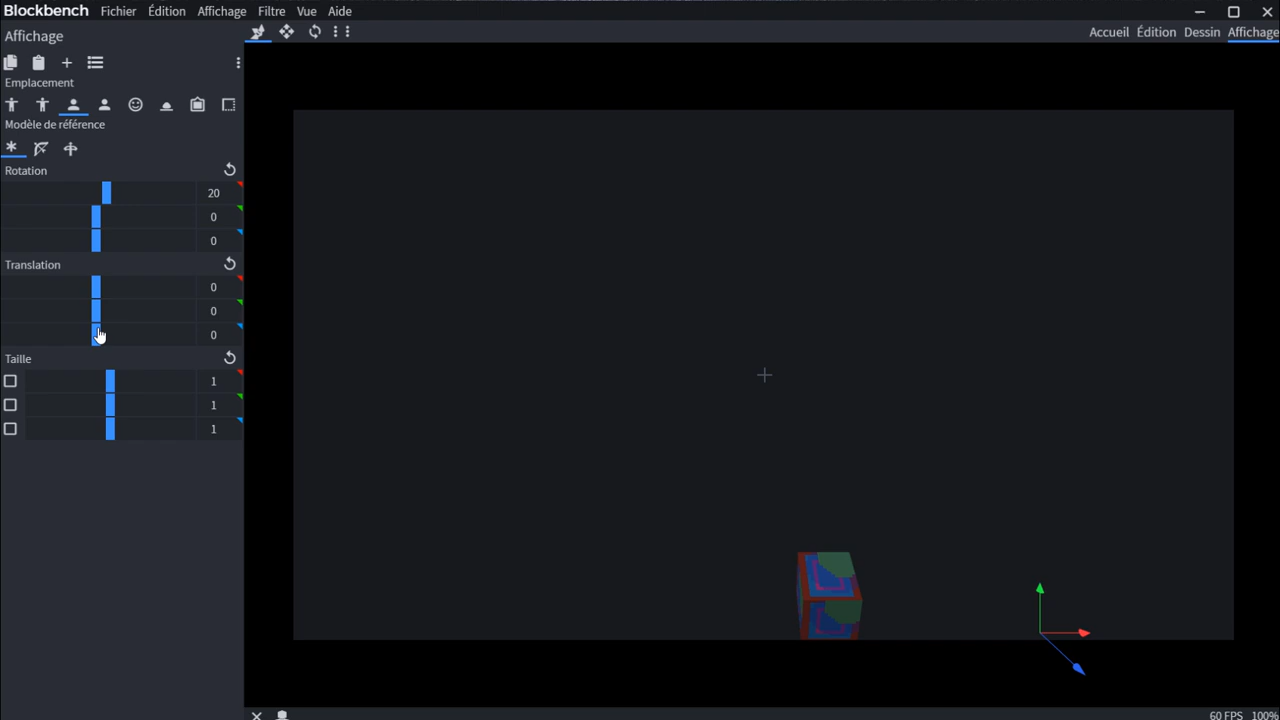 Blockbench Fichier Édition Affichage Filtre Vue Aide
Affichage
Accueil Édition Dessin Affichage
Emplacement
Modèle de référence
Rotation
20
0
0
Translation
0
0
0
Taille
1
1
1
60 FPS 100%